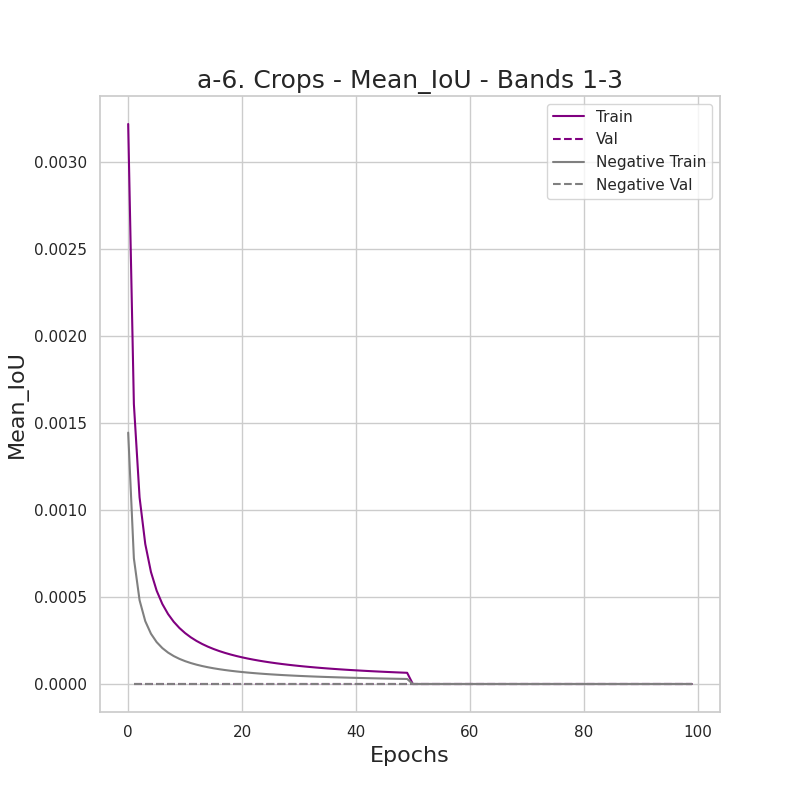 a-6. Crops - Mean_IoU - Bands 1-3
Train
Val
Negative Train
Negative Val
0.0030
0.0025
0.0020
0.0015
0.0010
0.0005
0.0000
Mean_IoU
0 20 40 60 80 100
Epochs